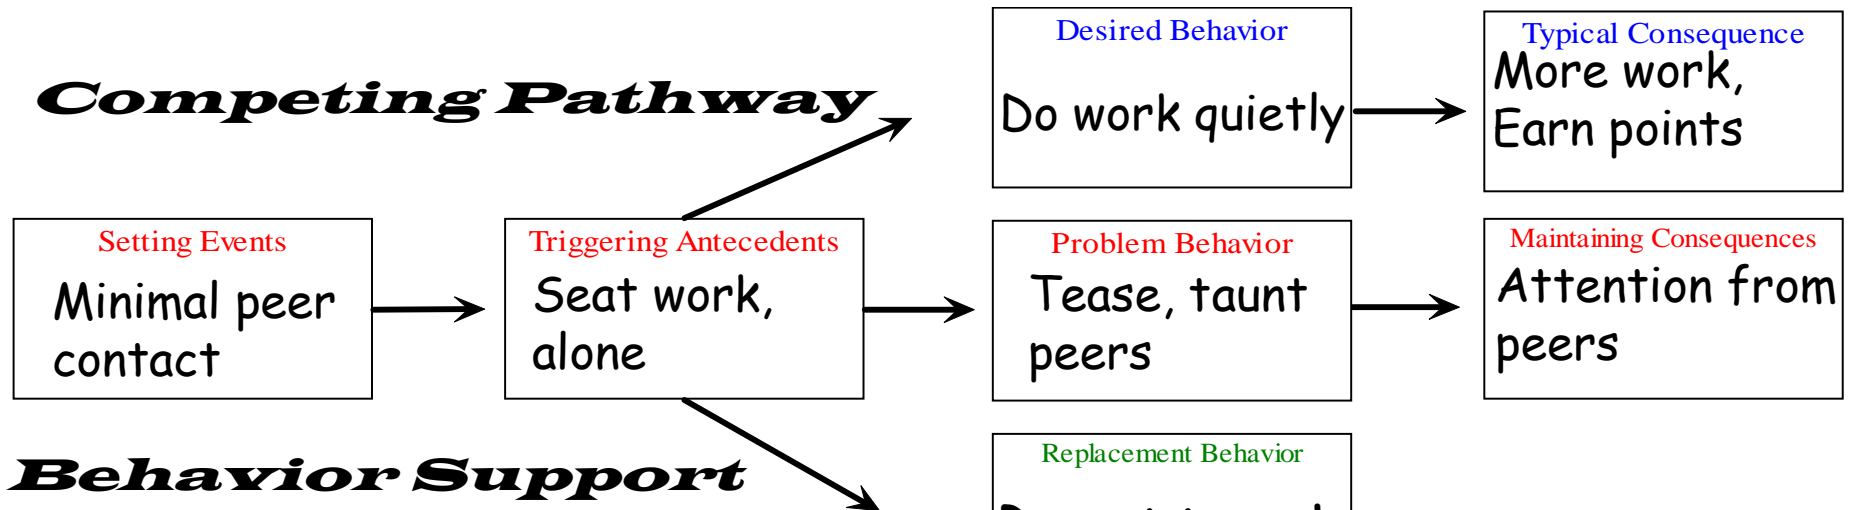 Competing Pathway
Desired Behavior
Do work quietly
Typical Consequence
More work,
Earn points
Setting Events
Minimal peer
contact
Triggering Antecedents
Seat work,
alone
Problem Behavior
Tease, taunt
peers
Maintaining Consequences
Attention from
peers
Behavior Support
Replacement Behavior